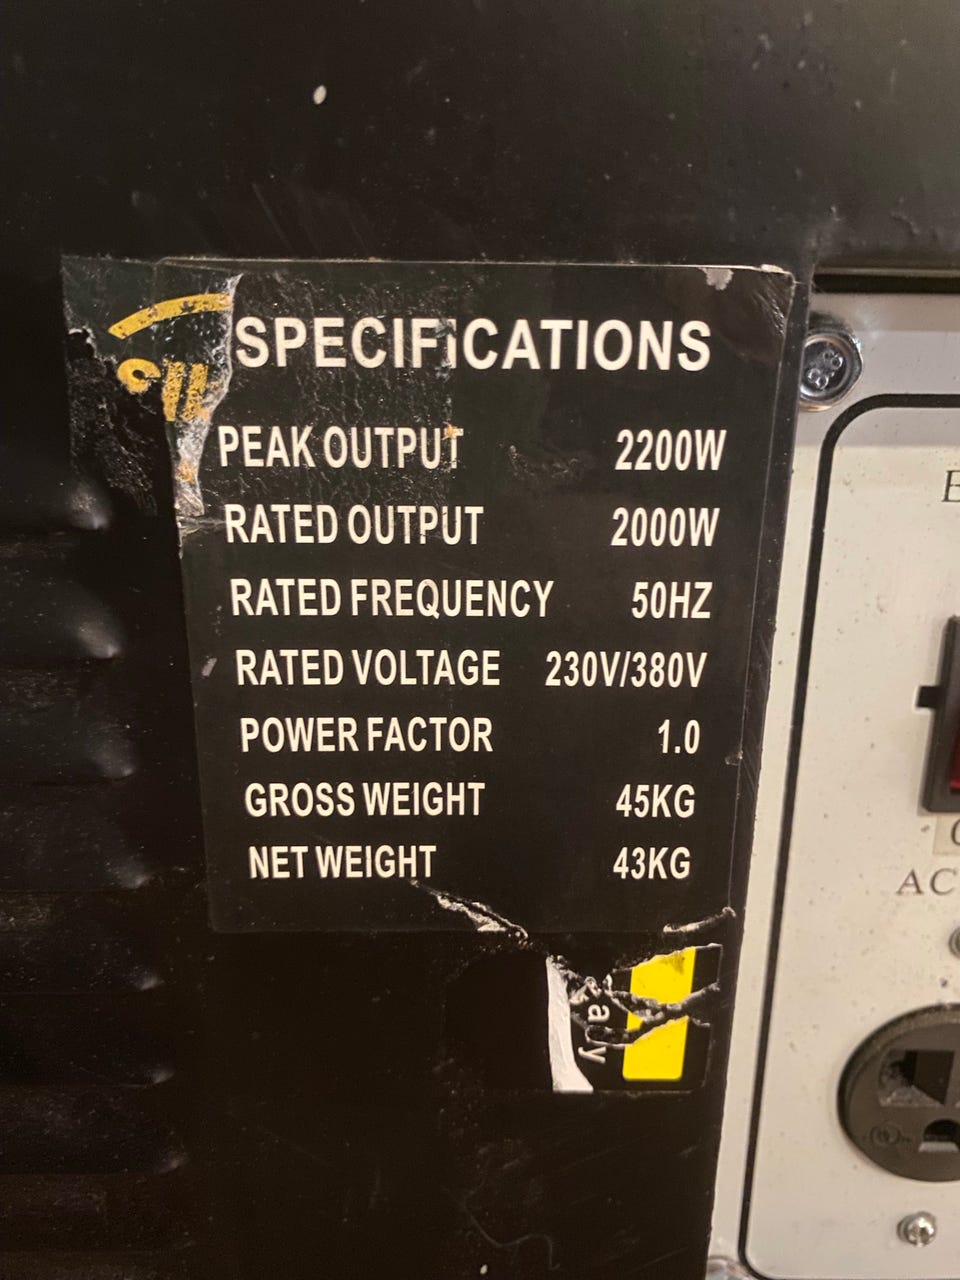 SPECIFICATIONS
PEAK OUTPUT 2200W
RATED OUTPUT 2000W
RATED FREQUENCY 50HZ
RATED VOLTAGE 230V/380V
POWER FACTOR 1.0
GROSS WEIGHT 45KG
NET WEIGHT 43KG
AC